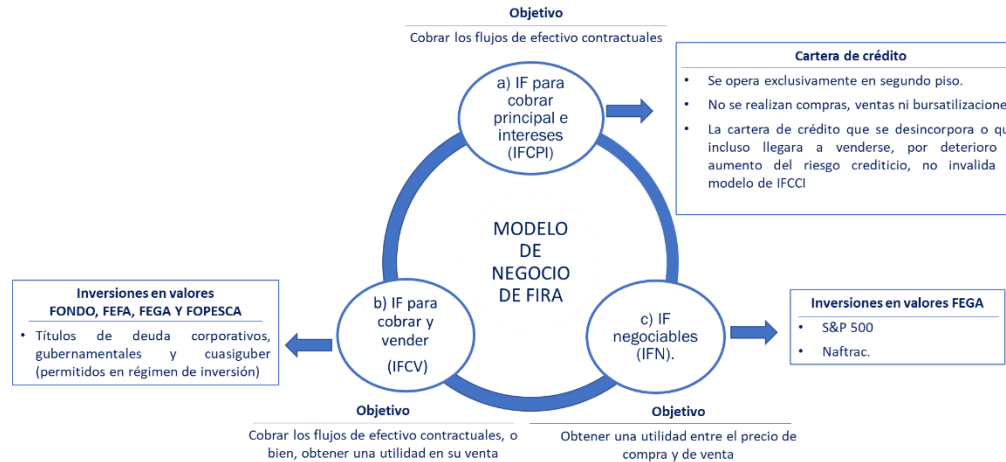 Objetivo
Cobrar los flujos de efectivo contractuales
Cartera de crédito
• Se opera exclusivamente en segundo piso.
• No se realizan compras, ventas ni bursatilizacione
• La cartera de crédito que se desincorpora o qu
incluso llegara a venderse, por deterioro
aumento del riesgo crediticio, no invalida
modelo de IFCCI
a) IF para
cobrar
principal e
intereses
(IFCPI)
MODELO
DE
NEGOCIO
DE FIRA
Inversiones en valores
FONDO, FEFA, FEGA Y FOPESCA
• Títulos de deuda corporativos,
gubernamentales y cuasiguber
(permitidos en régimen de inversión)
b) IF para
cobrar y
vender
(IFCV)
c) IF
negociables
(IFN).
Inversiones en valores FEGA
• S&P 500
• Naftrac.
Objetivo
Cobrar los flujos de efectivo contractuales, o
bien, obtener una utilidad en su venta
Objetivo
Obtener una utilidad entre el precio de
compra y de venta